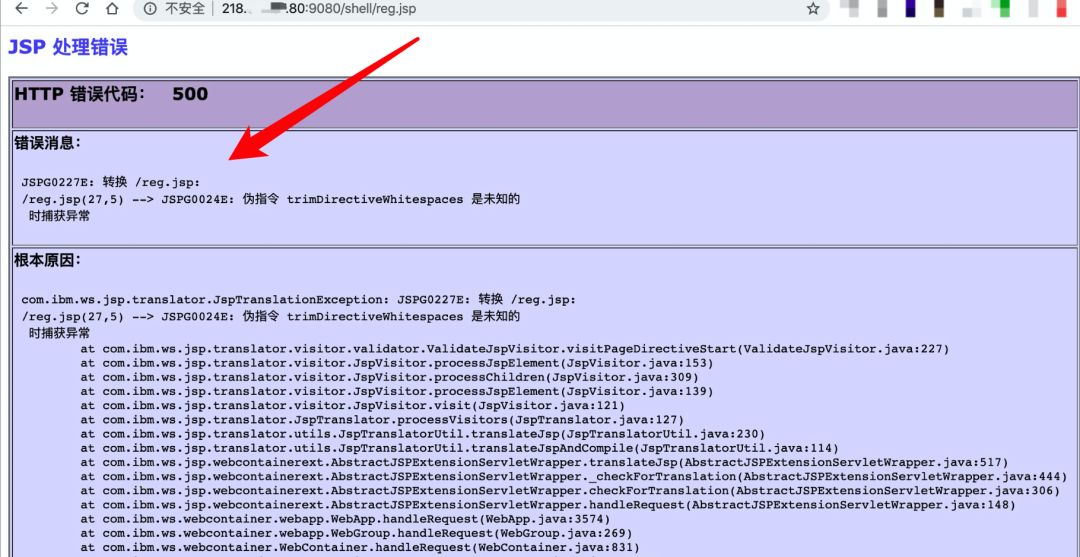 不安全 | 218. .80:9080/shell/reg.jsp
JSP 处理错误
HTTP 错误代码： 500
错误消息：
JSPG0227E: 转换 /reg.jsp:
/reg.jsp(27,5) --> JSPG0024E: 伪指令 trimDirectiveWhitespaces 是未知的
时捕获异常
根本原因：
com.ibm.ws.jsp.translator.JspTranslationException: JSPG0227E: 转换 /reg.jsp:
/reg.jsp(27,5) --> JSPG0024E: 伪指令 trimDirectiveWhitespaces 是未知的
时捕获异常
at com.ibm.ws.jsp.translator.visitor.validator.ValidateJspVisitor.visitPageDirectiveStart(ValidateJspVisitor.java:227)
at com.ibm.ws.jsp.translator.visitor.JspVisitor.processJspElement(JspVisitor.java:153)
at com.ibm.ws.jsp.translator.visitor.JspVisitor.processChildren(JspVisitor.java:309)
at com.ibm.ws.jsp.translator.visitor.JspVisitor.processJspElement(JspVisitor.java:139)
at com.ibm.ws.jsp.translator.visitor.JspVisitor.visit(JspVisitor.java:121)
at com.ibm.ws.jsp.translator.JspTranslator.processVisitors(JspTranslator.java:127)
at com.ibm.ws.jsp.translator.utils.JspTranslatorUtil.translateJsp(JspTranslatorUtil.java:230)
at com.ibm.ws.jsp.translator.utils.JspTranslatorUtil.translateJspAndCompile(JspTranslatorUtil.java:114)
at com.ibm.ws.jsp.webcontainerext.AbstractJSPExtensionServletWrapper.translateJsp(AbstractJSPExtensionServletWrapper.java:517)
at com.ibm.ws.jsp.webcontainerext.AbstractJSPExtensionServletWrapper._checkForTranslation(AbstractJSPExtensionServletWrapper.java:444)
at com.ibm.ws.jsp.webcontainerext.AbstractJSPExtensionServletWrapper.checkForTranslation(AbstractJSPExtensionServletWrapper.java:306)
at com.ibm.ws.jsp.webcontainerext.AbstractJSPExtensionServletWrapper.handleRequest(AbstractJSPExtensionServletWrapper.java:148)
at com.ibm.ws.webcontainer.webapp.WebApp.handleRequest(WebApp.java:3574)
at com.ibm.ws.webcontainer.webapp.WebGroup.handleRequest(WebGroup.java:269)
at com.ibm.ws.webcontainer.WebContainer.handleRequest(WebContainer.java:831)